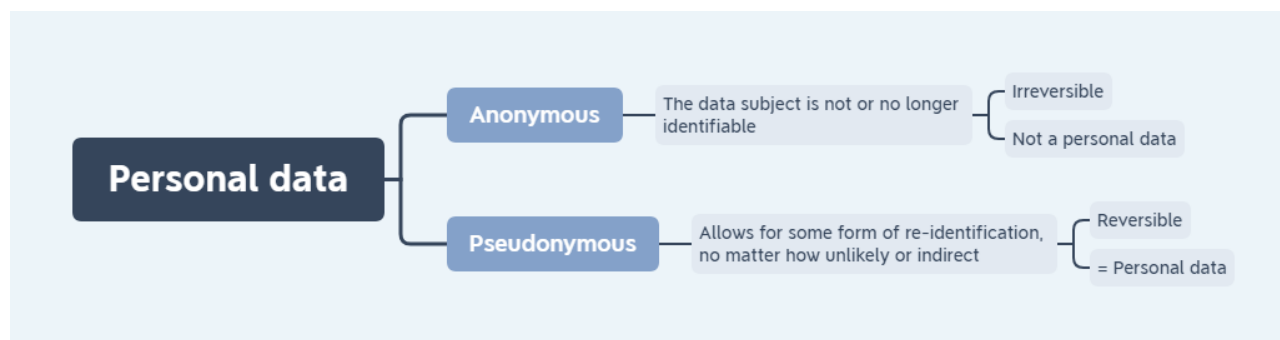 Personal data
Anonymous
The data subject is not or no longer
identifiable
Irreversible
Not a personal data
Pseudonymous
Allows for some form of re-identification,
no matter how unlikely or indirect
Reversible
= Personal data